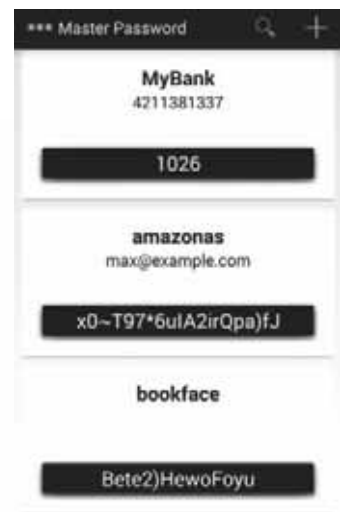 *** Master Password
MyBank
4211381337
1026
amazonas
max@example.com
x0~T97*6uIA2irQpa)fJ
bookface
Bete2)HewoFoyu